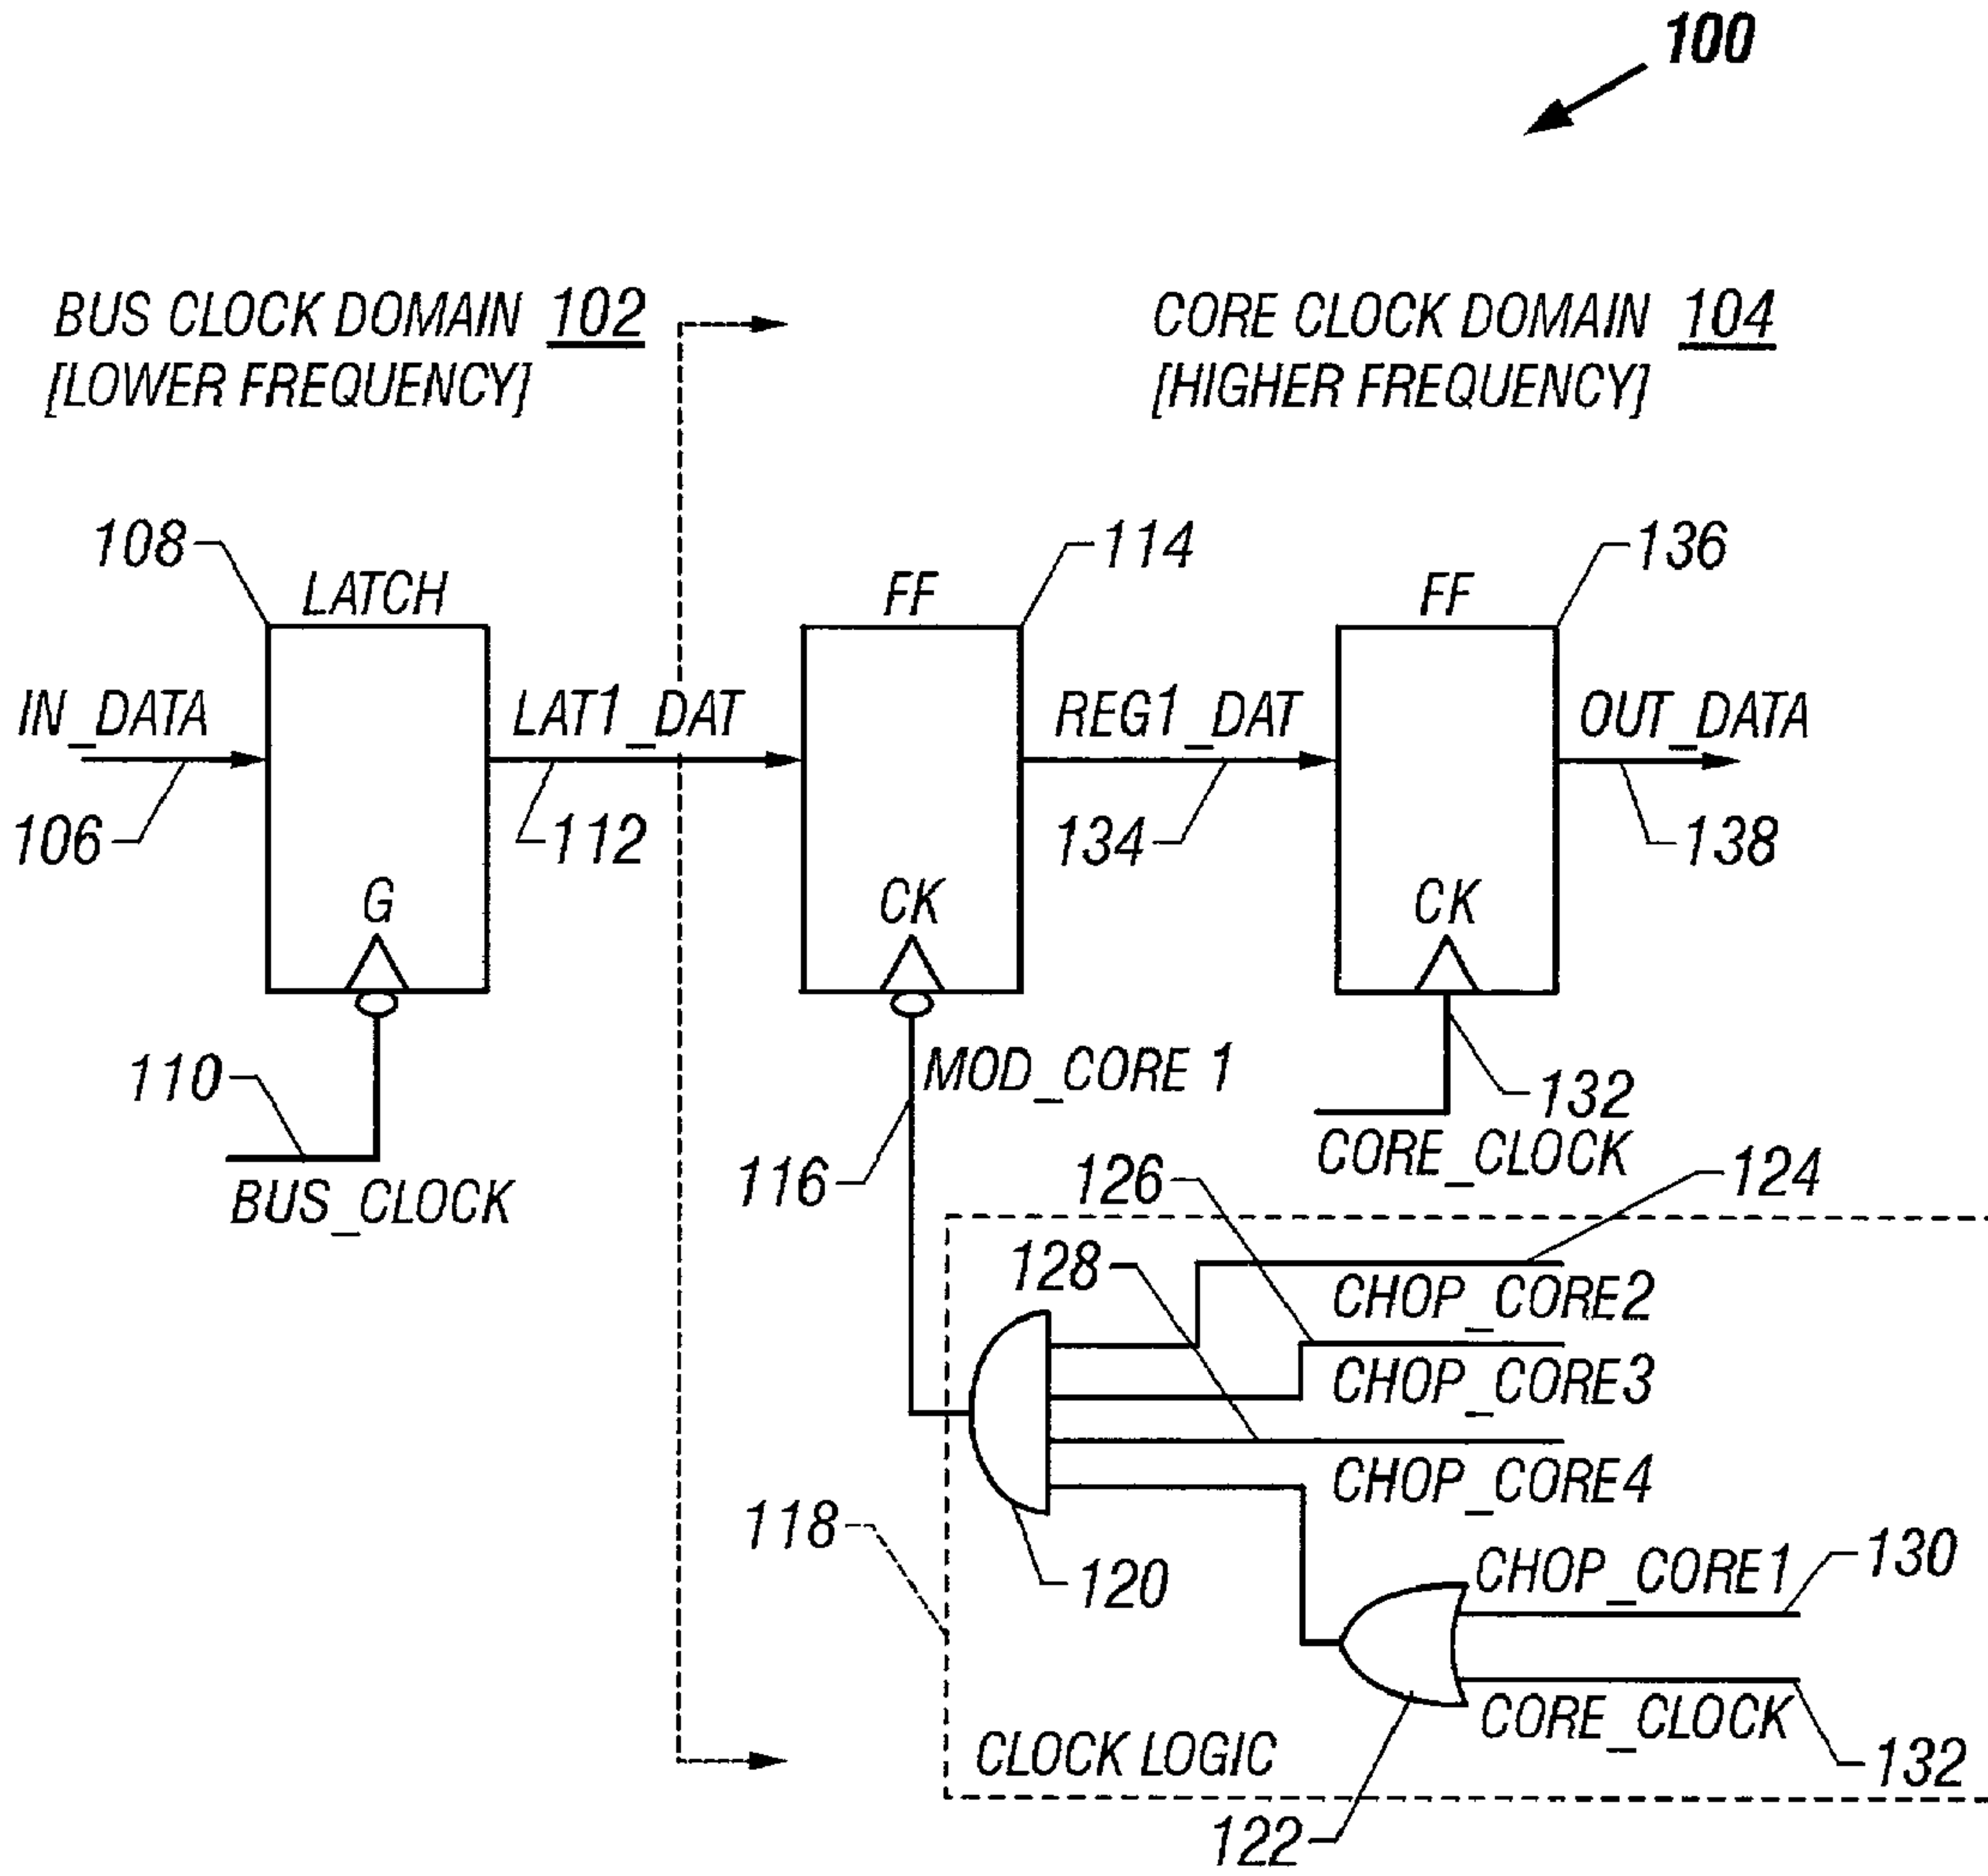 100
BUS CLOCK DOMAIN 102
[LOWER FREQUENCY]
CORE CLOCK DOMAIN 104
[HIGHER FREQUENCY]
108
LATCH
FF
114
FF
136
IN_DATA
LAT1_DAT
REG1_DAT
OUT_DATA
106
112
134
138
G
CK
CK
110
BUS_CLOCK
MOD_CORE 1
116
132
CORE_CLOCK
124
126
128
CHOP_CORE2
CHOP_CORE3
CHOP_CORE4
118
120
CHOP_CORE1
130
CORE_CLOCK
132
CLOCK LOGIC
122